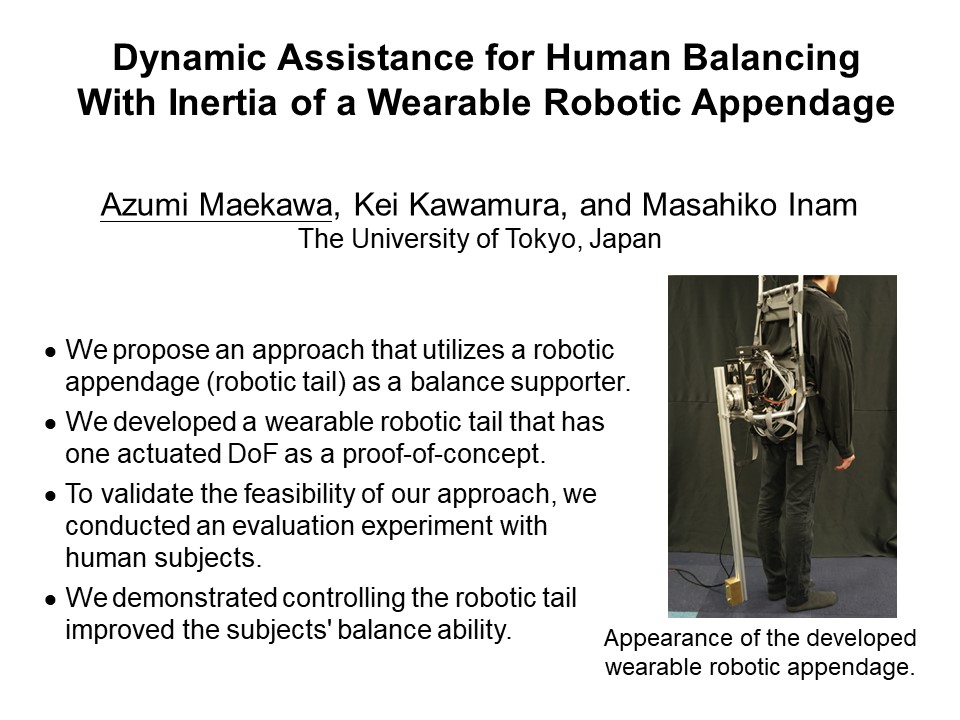 Dynamic Assistance for Human Balancing
With Inertia of a Wearable Robotic Appendage
Azumi Maekawa, Kei Kawamura, and Masahiko Inam
The University of Tokyo, Japan
● We propose an approach that utilizes a robotic
appendage (robotic tail) as a balance supporter.
● We developed a wearable robotic tail that has
one actuated DoF as a proof-of-concept.
● To validate the feasibility of our approach, we
conducted an evaluation experiment with
human subjects.
● We demonstrated controlling the robotic tail
improved the subjects' balance ability.
Appearance of the developed
wearable robotic appendage.